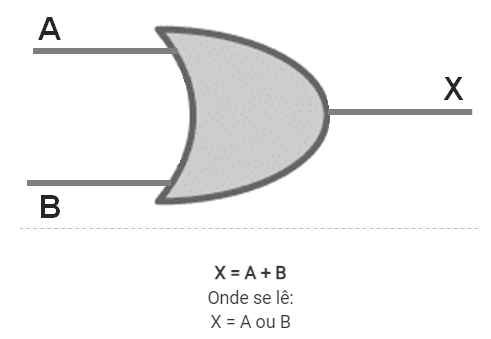 A
X
B
X = A + B
Onde se lê:
X = A ou B